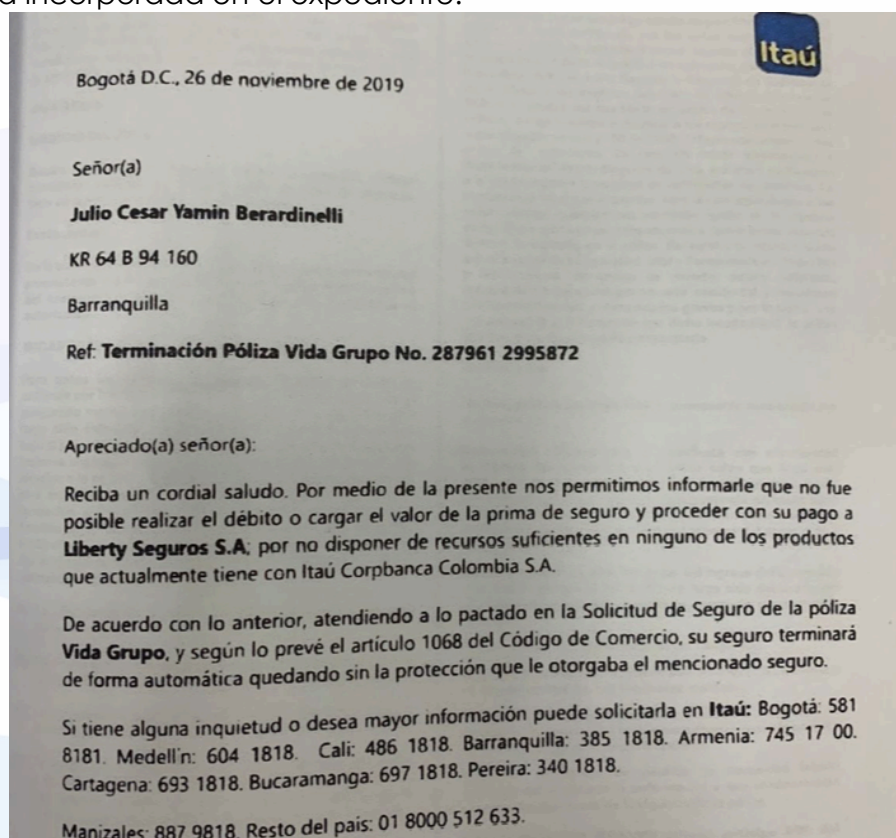 a incorporada en el expediente.
Itaú
Bogotá D.C., 26 de noviembre de 2019
Señor(a)
Julio Cesar Yamin Berardinelli
KR 64 B 94 160
Barranquilla
Ref: Terminación Póliza Vida Grupo No. 287961 2995872
Apreciado(a) señor(a):
Reciba un cordial saludo. Por medio de la presente nos permitimos informarle que no fue
posible realizar el débito o cargar el valor de la prima de seguro y proceder con su pago a
Liberty Seguros S.A; por no disponer de recursos suficientes en ninguno de los productos
que actualmente tiene con Itaú Corpbanca Colombia S.A.
De acuerdo con lo anterior, atendiendo a lo pactado en la Solicitud de Seguro de la póliza
Vida Grupo, y según lo prevé el artículo 1068 del Código de Comercio, su seguro terminará
de forma automática quedando sin la protección que le otorgaba el mencionado seguro.
Si tiene alguna inquietud o desea mayor información puede solicitarla en Itaú: Bogotá: 581
8181. Medell'n: 604 1818. Cali: 486 1818. Barranquilla: 385 1818. Armenia: 745 17 00.
Cartagena: 693 1818. Bucaramanga: 697 1818. Pereira: 340 1818.
Manizales: 887 9818. Resto del pais: 01 8000 512 633.